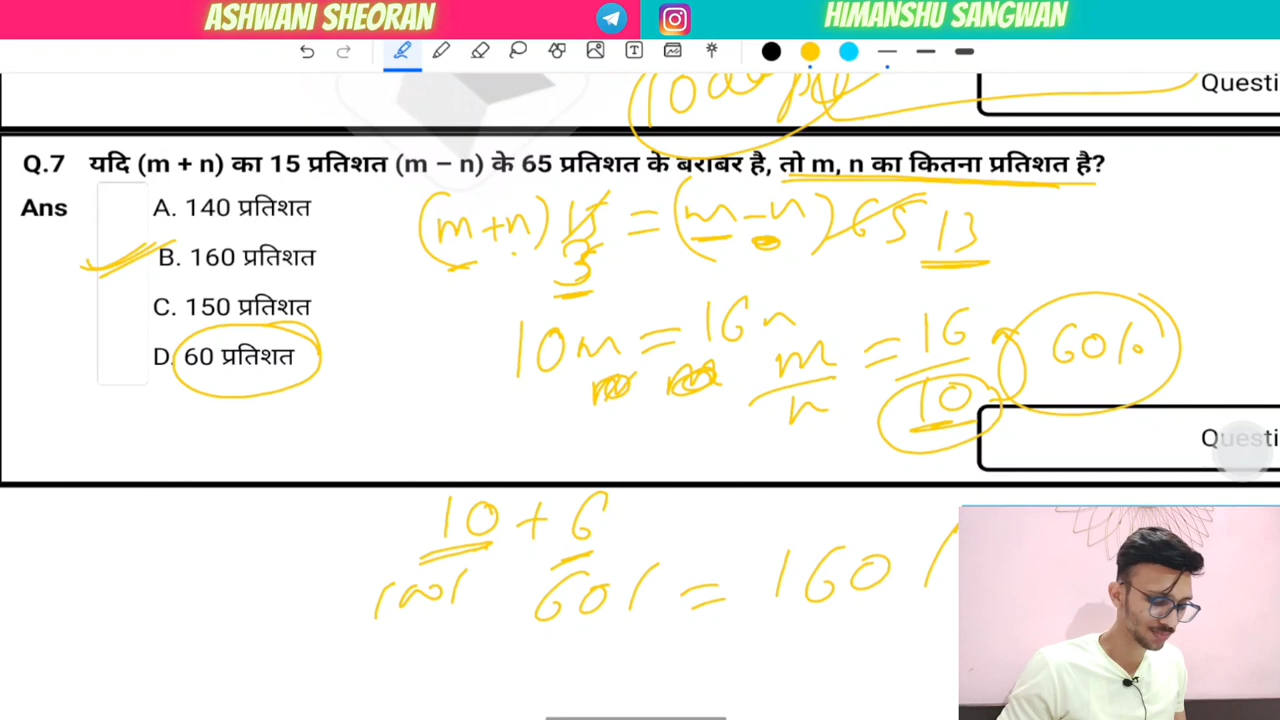 ASHWANI SHEORAN
HIMANSHU SANGWAN
10
Questi
Q.7 यदि (m + n) का 15 प्रतिशत (m − n) के 65 प्रतिशत के बराबर है, तो m, n का कितना प्रतिशत है?
Ans
A. 140 प्रतिशत
B. 160 प्रतिशत
C. 150 प्रतिशत
D. 60 प्रतिशत
(m+n) 15 = (m-n) 65 13
3
10m = 16n
m/n = 16/10
60%
Questi
10 + 6
100% 60% = 160